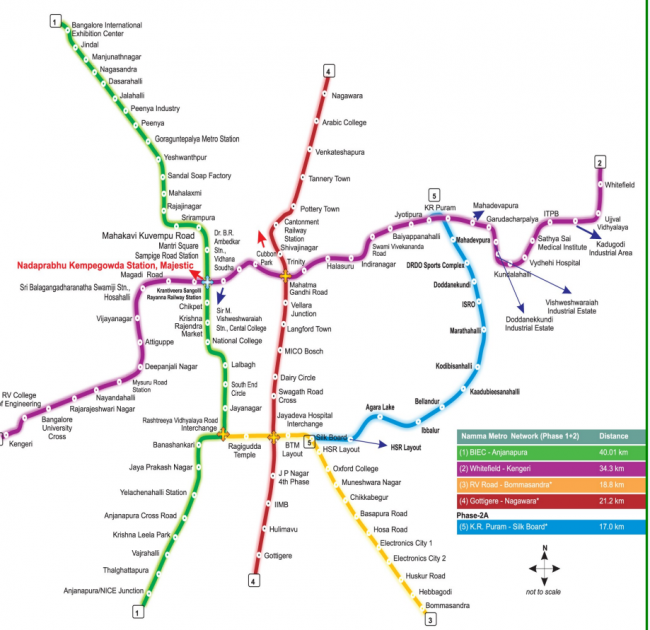 1
Bangalore International
Exhibition Center
Jindal
Manjunathnagar
Nagasandra
Dasarahalli
Jalahalli
Peenya Industry
Peenya
Goraguntepalya Metro Station
Yeshwanthpur
Sandal Soap Factory
Mahalaxmi
Rajajinagar
Srirampura
Mahakavi Kuvempu Road
Mantri Square
Sampige Road Station
Nadaprabhu Kempegowda Station, Majestic
Magadi Road
Sri Balagangadharanatha Swamiji Stn.,
Hosahalli
Krantiveera Sangolli
Rayanna Railway Station
Chikpet
Krishna
Rajendra
Market
National College
Vijayanagar
Attiguppe
Deepanjali Nagar
Mysuru Road
Station
Nayandahalli
Rajarajeshwari Nagar
RV College
of Engineering
Bangalore
University
Cross
Kengeri
Lalbagh
South End
Circle
Jayanagar
Rashtreeya Vidhyalaya Road
Interchange
Banashankari
Jaya Prakash Nagar
Yelachenahalli Station
Anjanapura Cross Road
Krishna Leela Park
Vajrahalli
Thalghattapura
Anjanapura/NICE Junction
1
4
Nagawara
Arabic College
Venkateshapura
Tannery Town
Pottery Town
Cantonment
Railway
Station
Shivajinagar
Dr. B.R.
Ambedkar
Stn.,
Vidhana
Soudha
Cubbon
Park
Trinity
Sir M.
Vishweshwaraiah
Stn., Cental College
Mahatma
Gandhi Road
Vellara
Junction
Langford Town
MICO Bosch
Dairy Circle
Swagath Road
Cross
Jayadeva Hospital
Interchange
Ragigudda
Temple
BTM
Layout
J P Nagar
4th Phase
IIMB
Hulimavu
Gottigere
4
Halasuru
Indiranagar
Swami Vivekananda
Road
Baiyappanahalli
Jyotipura
5
KR Puram
Mahadevapura
Garudacharpalya
Mahadevpura
ITPB
2
Whitefield
Ujjval
Vidhyalaya
Kadugodi
Industrial Area
Sathya Sai
Medical Institute
Vydhehi Hospital
Kundalahalli
Vishweshwaraiah
Industrial Estate
Doddanekkundi
Industrial Estate
DRDO Sports Complex
Doddanekundi
ISRO
Marathahalli
Kodibisanhalli
Kaadubieesanahalli
Bellandur
Ibbalur
Agara Lake
5
Silk Board
HSR Layout
HSR Layout
Oxford College
Muneshwara Nagar
Chikkabegur
Basapura Road
Hosa Road
Electronics City 1
Electronics City 2
Huskur Road
Hebbagodi
Bommasandra
3
Namma Metro Network (Phase 1+2) Distance
(1) BIEC - Anjanapura 40.01 km
(2) Whitefield - Kengeri 34.3 km
(3) RV Road - Bommasandra* 18.8 km
(4) Gottigere - Nagawara* 21.2 km
Phase-2A
(5) K.R. Puram - Silk Board* 17.0 km
N
not to scale